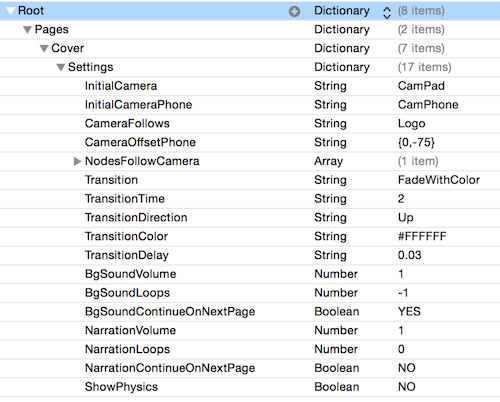 Root Dictionary (8 items)
Pages Dictionary (2 items)
Cover Dictionary (7 items)
Settings Dictionary (17 items)
InitialCamera String CamPad
InitialCameraPhone String CamPhone
CameraFollows String Logo
CameraOffsetPhone String {0,-75}
NodesFollowCamera Array (1 item)
Transition String FadeWithColor
TransitionTime String 2
TransitionDirection String Up
TransitionColor String #FFFFFF
TransitionDelay String 0.03
BgSoundVolume Number 1
BgSoundLoops Number -1
BgSoundContinueOnNextPage Boolean YES
NarrationVolume Number 1
NarrationLoops Number 0
NarrationContinueOnNextPage Boolean NO
ShowPhysics Boolean NO